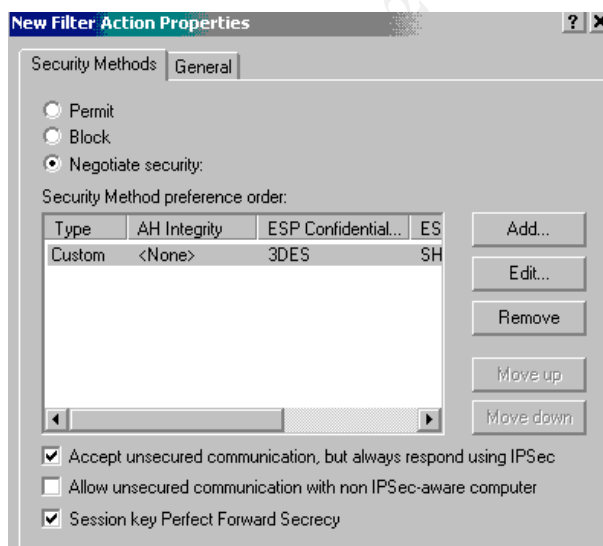 New Filter Action Properties
Security Methods General
Permit
Block
Negotiate security:
Security Method preference order:
Type AH Integrity ESP Confidential... ES
Custom <None> 3DES SH
Add...
Edit...
Remove
Move up
Move down
Accept unsecured communication, but always respond using IPSec
Allow unsecured communication with non IPSec-aware computer
Session key Perfect Forward Secrecy